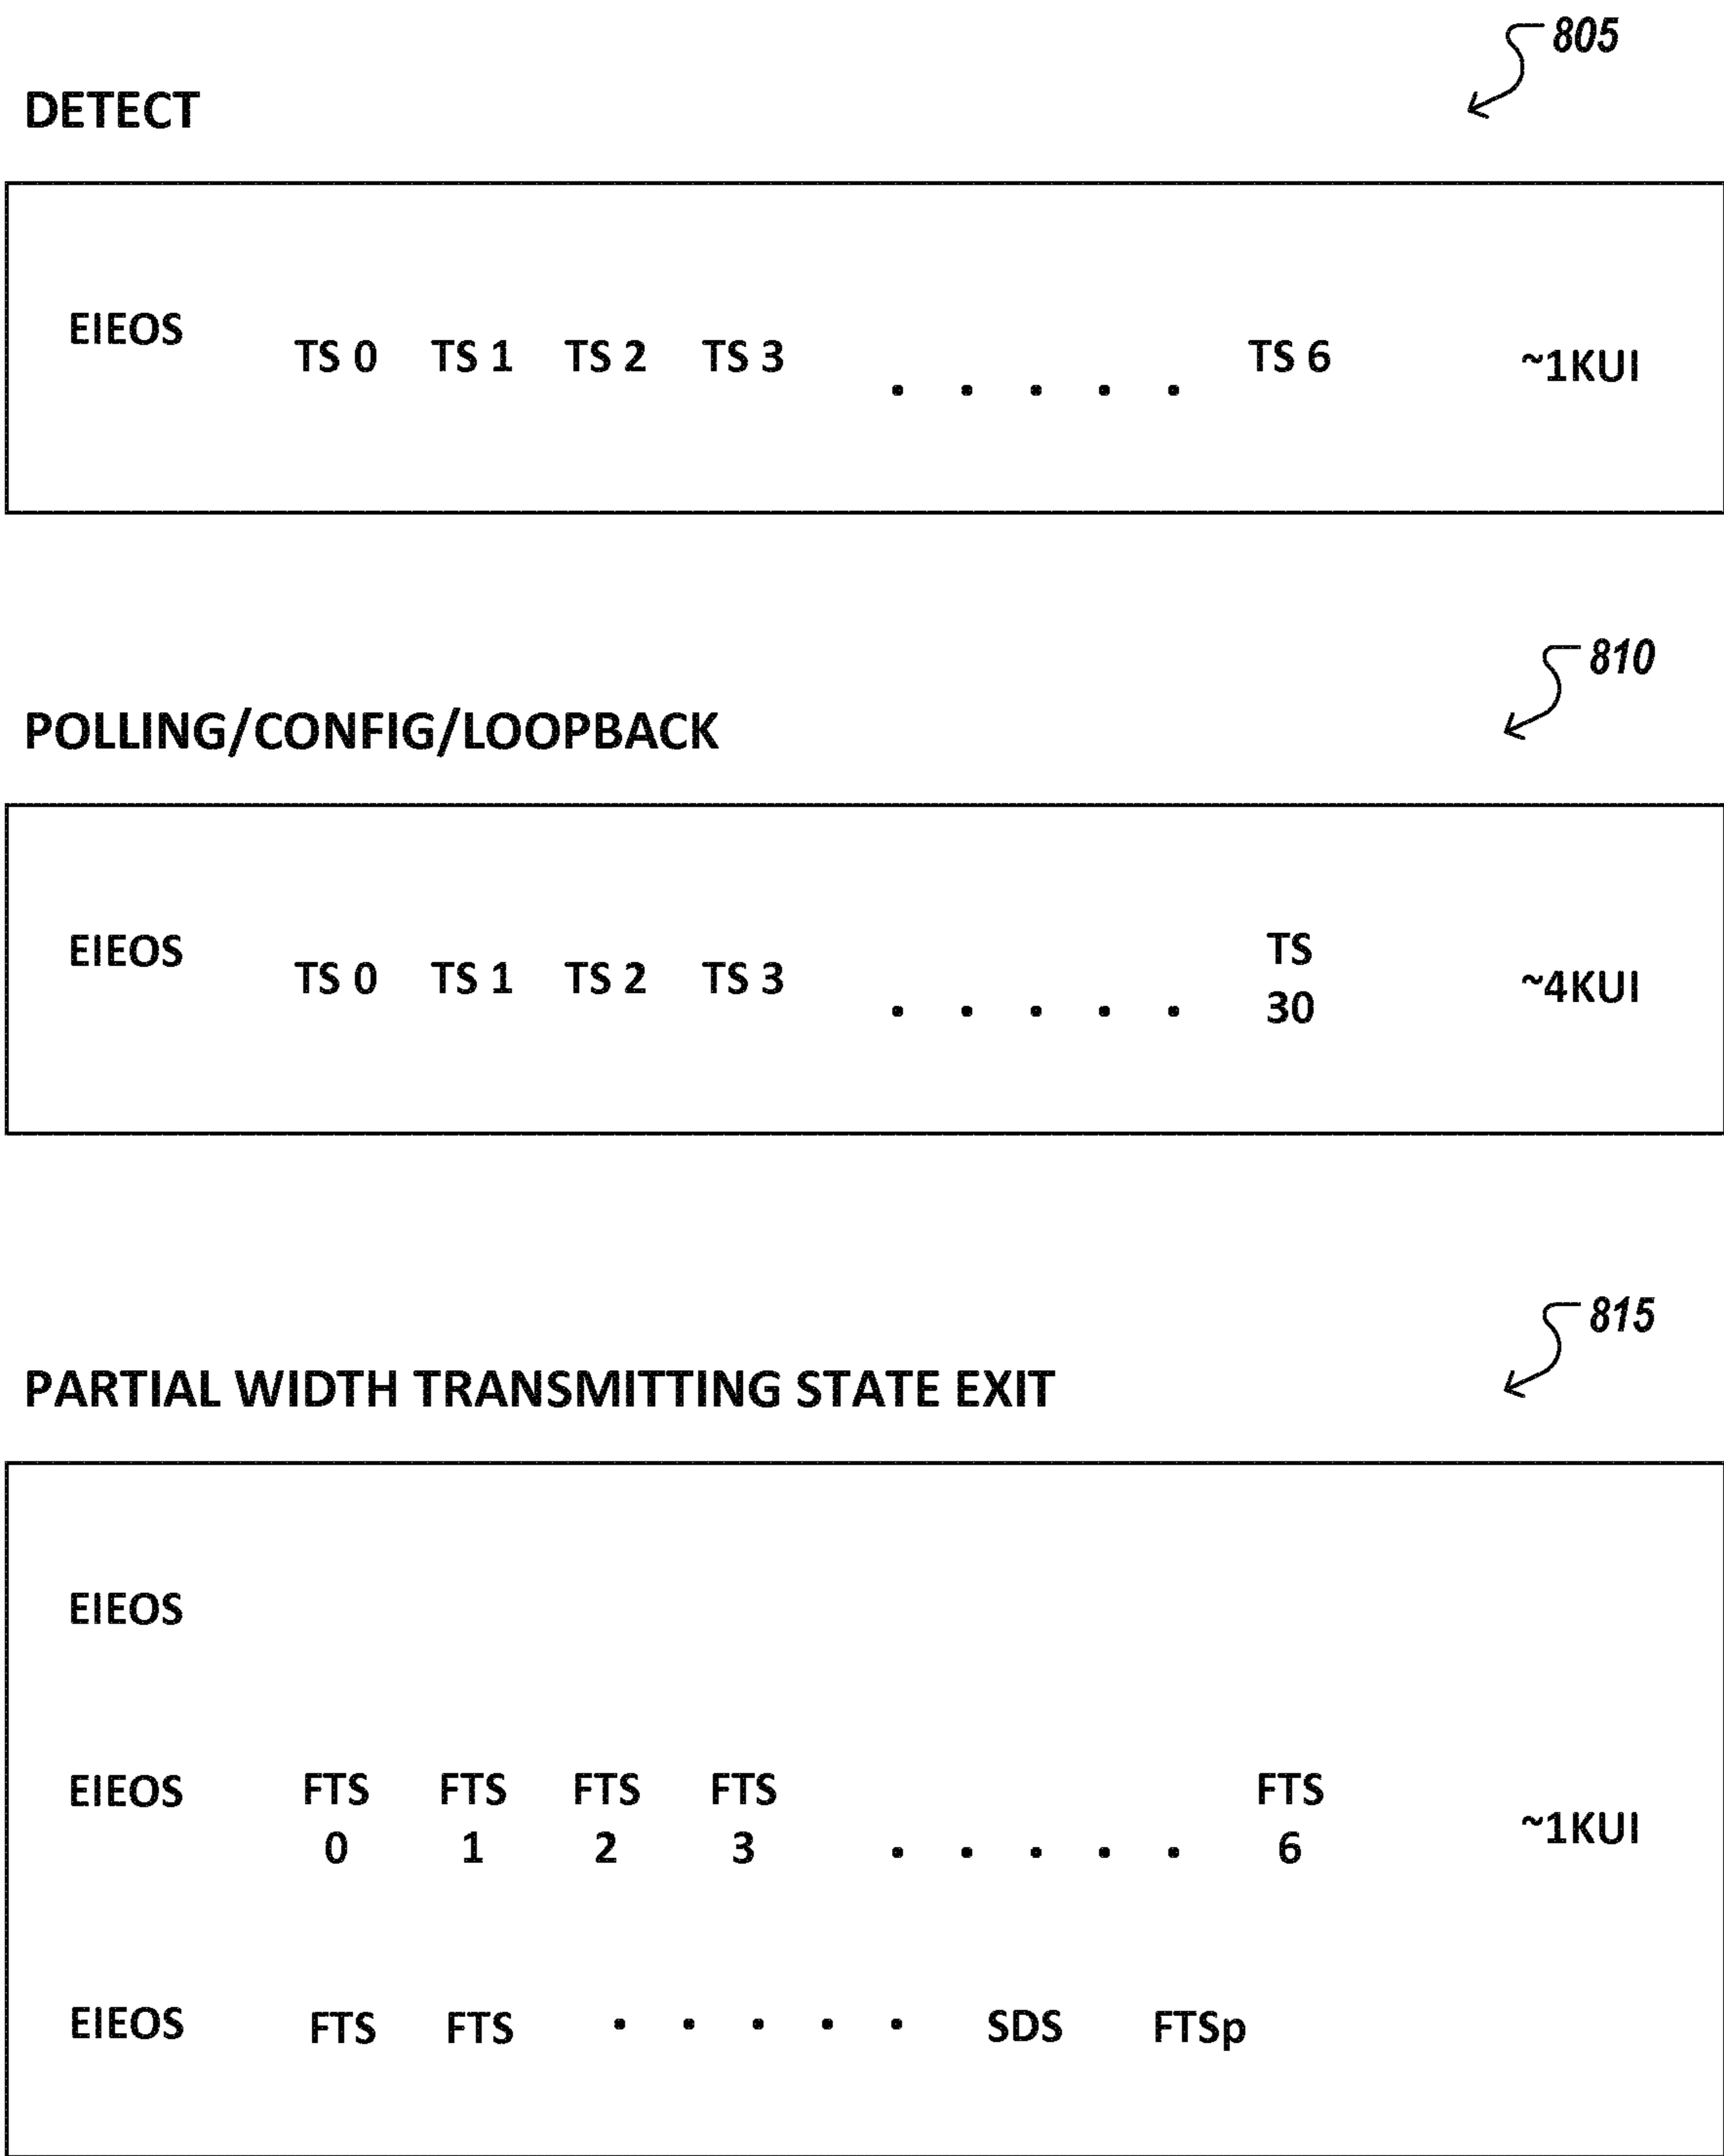 805
DETECT
EIEOS TS 0 TS 1 TS 2 TS 3 . . . . . TS 6 ~1KUI
810
POLLING/CONFIG/LOOPBACK
EIEOS TS 0 TS 1 TS 2 TS 3 . . . . . TS 30 ~4KUI
815
PARTIAL WIDTH TRANSMITTING STATE EXIT
EIEOS
EIEOS FTS 0 FTS 1 FTS 2 FTS 3 . . . . . FTS 6 ~1KUI
EIEOS FTS FTS . . . . . SDS FTSp